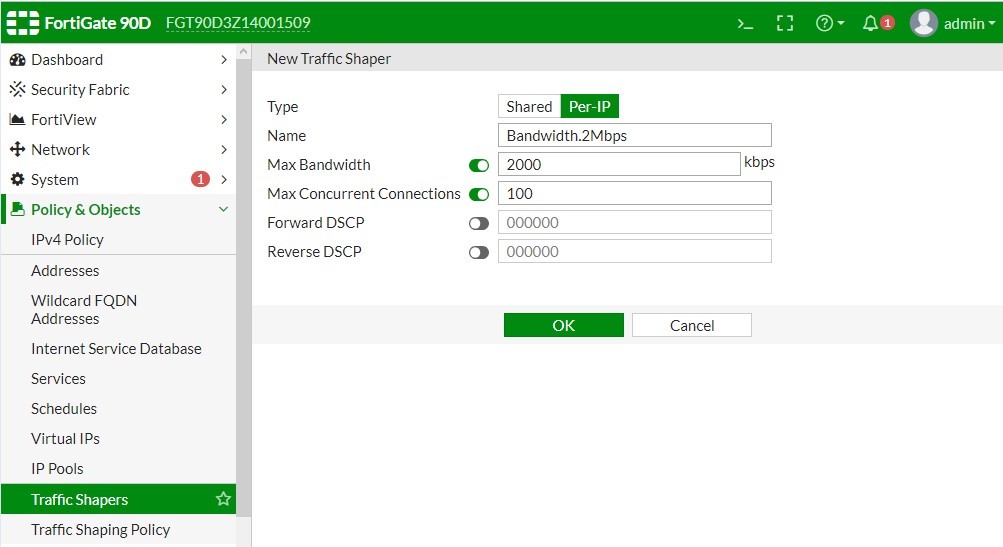 FortiGate 90D FGT90D3Z14001509 >_ ? 1 admin
Dashboard
Security Fabric
FortiView
Network
System 1
Policy & Objects
IPv4 Policy
Addresses
Wildcard FQDN
Addresses
Internet Service Database
Services
Schedules
Virtual IPs
IP Pools
Traffic Shapers
Traffic Shaping Policy
New Traffic Shaper
Type Shared Per-IP
Name Bandwidth.2Mbps
Max Bandwidth 2000 kbps
Max Concurrent Connections 100
Forward DSCP 000000
Reverse DSCP 000000
OK Cancel